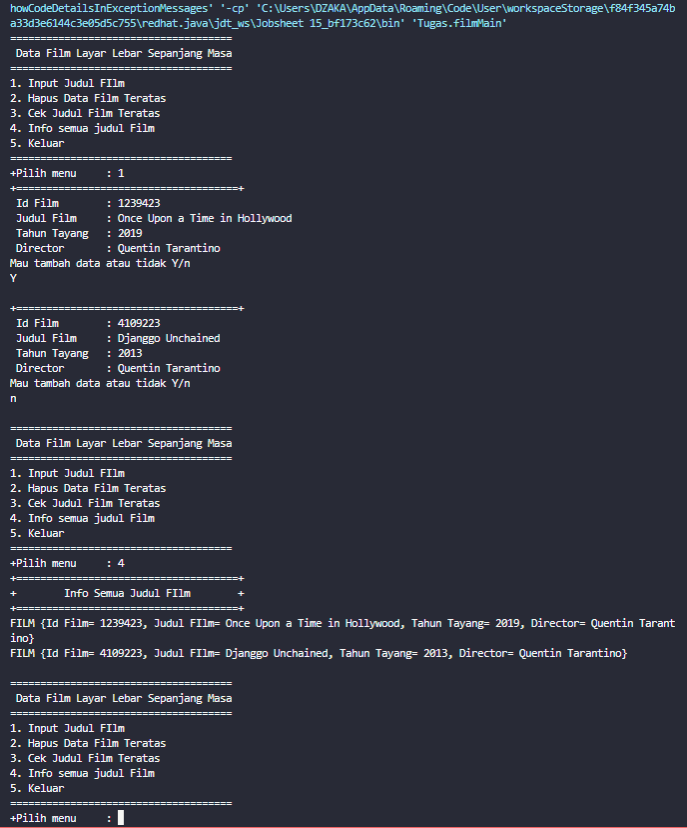 howCodeDetailsInExceptionMessages' '-cp' 'C:\Users\DZAKA\AppData\Roaming\Code\User\workspaceStorage\f84f345a74b
a33d3e6144c3e05d5c755\redhat.java\jdt_ws\Jobsheet 15_bf173c62\bin' 'Tugas.filmMain'
=====================================
 Data Film Layar Lebar Sepanjang Masa
=====================================
1. Input Judul FIlm
2. Hapus Data Film Teratas
3. Cek Judul Film Teratas
4. Info semua judul Film
5. Keluar
=====================================
+Pilih menu     : 1
+=====================================+
 Id Film        : 1239423
 Judul Film     : Once Upon a Time in Hollywood
 Tahun Tayang   : 2019
 Director       : Quentin Tarantino
Mau tambah data atau tidak Y/n
Y

+=====================================+
 Id Film        : 4109223
 Judul Film     : Djanggo Unchained
 Tahun Tayang   : 2013
 Director       : Quentin Tarantino
Mau tambah data atau tidak Y/n
n

=====================================
 Data Film Layar Lebar Sepanjang Masa
=====================================
1. Input Judul FIlm
2. Hapus Data Film Teratas
3. Cek Judul Film Teratas
4. Info semua judul Film
5. Keluar
=====================================
+Pilih menu     : 4
+=====================================+
+        Info Semua Judul FIlm        +
+=====================================+
FILM {Id Film= 1239423, Judul FIlm= Once Upon a Time in Hollywood, Tahun Tayang= 2019, Director= Quentin Tarant
ino}
FILM {Id Film= 4109223, Judul FIlm= Djanggo Unchained, Tahun Tayang= 2013, Director= Quentin Tarantino}

=====================================
 Data Film Layar Lebar Sepanjang Masa
=====================================
1. Input Judul FIlm
2. Hapus Data Film Teratas
3. Cek Judul Film Teratas
4. Info semua judul Film
5. Keluar
=====================================
+Pilih menu     :